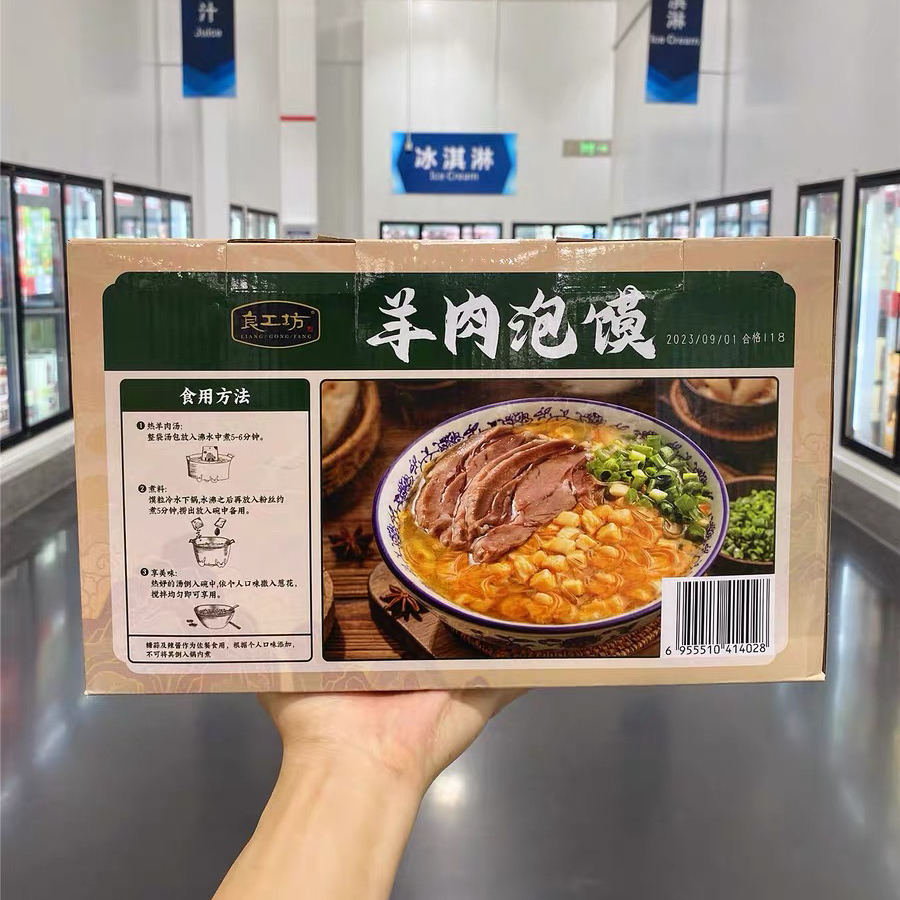 汁
Juice
淇
淋
Ice Cream
冰淇淋
Ice Cream
良工坊
LIANG/GONG/FANG
羊肉泡馍
2023/09/01 合格118
食用方法
1 热羊肉汤:
整袋汤包放入沸水中煮5-6分钟。
2 煮料:
馍粒冷水下锅,水沸之后再放入粉丝约
煮5分钟,捞出放入碗中备用。
3 享美味:
热好的汤倒入碗中,依个人口味撒入葱花,
搅拌均匀即可享用。
糖蒜及辣酱作为佐餐食用，根据个人口味添加,
不可将其倒入锅内煮
6 955510 414028